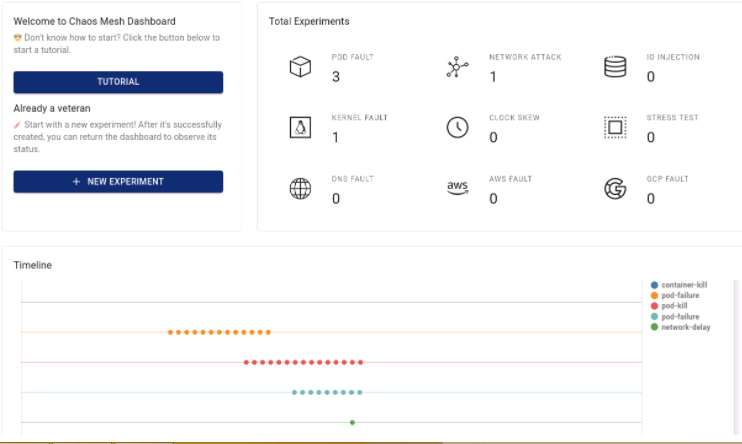 Welcome to Chaos Mesh Dashboard
Don't know how to start? Click the button below to
start a tutorial.
TUTORIAL
Already a veteran
Start with a new experiment! After it's successfully
created, you can return the dashboard to observe its
status.
+ NEW EXPERIMENT
Total Experiments
POD FAULT
3
NETWORK ATTACK
1
IO INJECTION
0
KERNEL FAULT
1
CLOCK SKEW
0
STRESS TEST
0
DNS FAULT
0
aws
AWS FAULT
0
GCP FAULT
0
Timeline
container-kill
pod-failure
pod-kill
pod-failure
network-delay